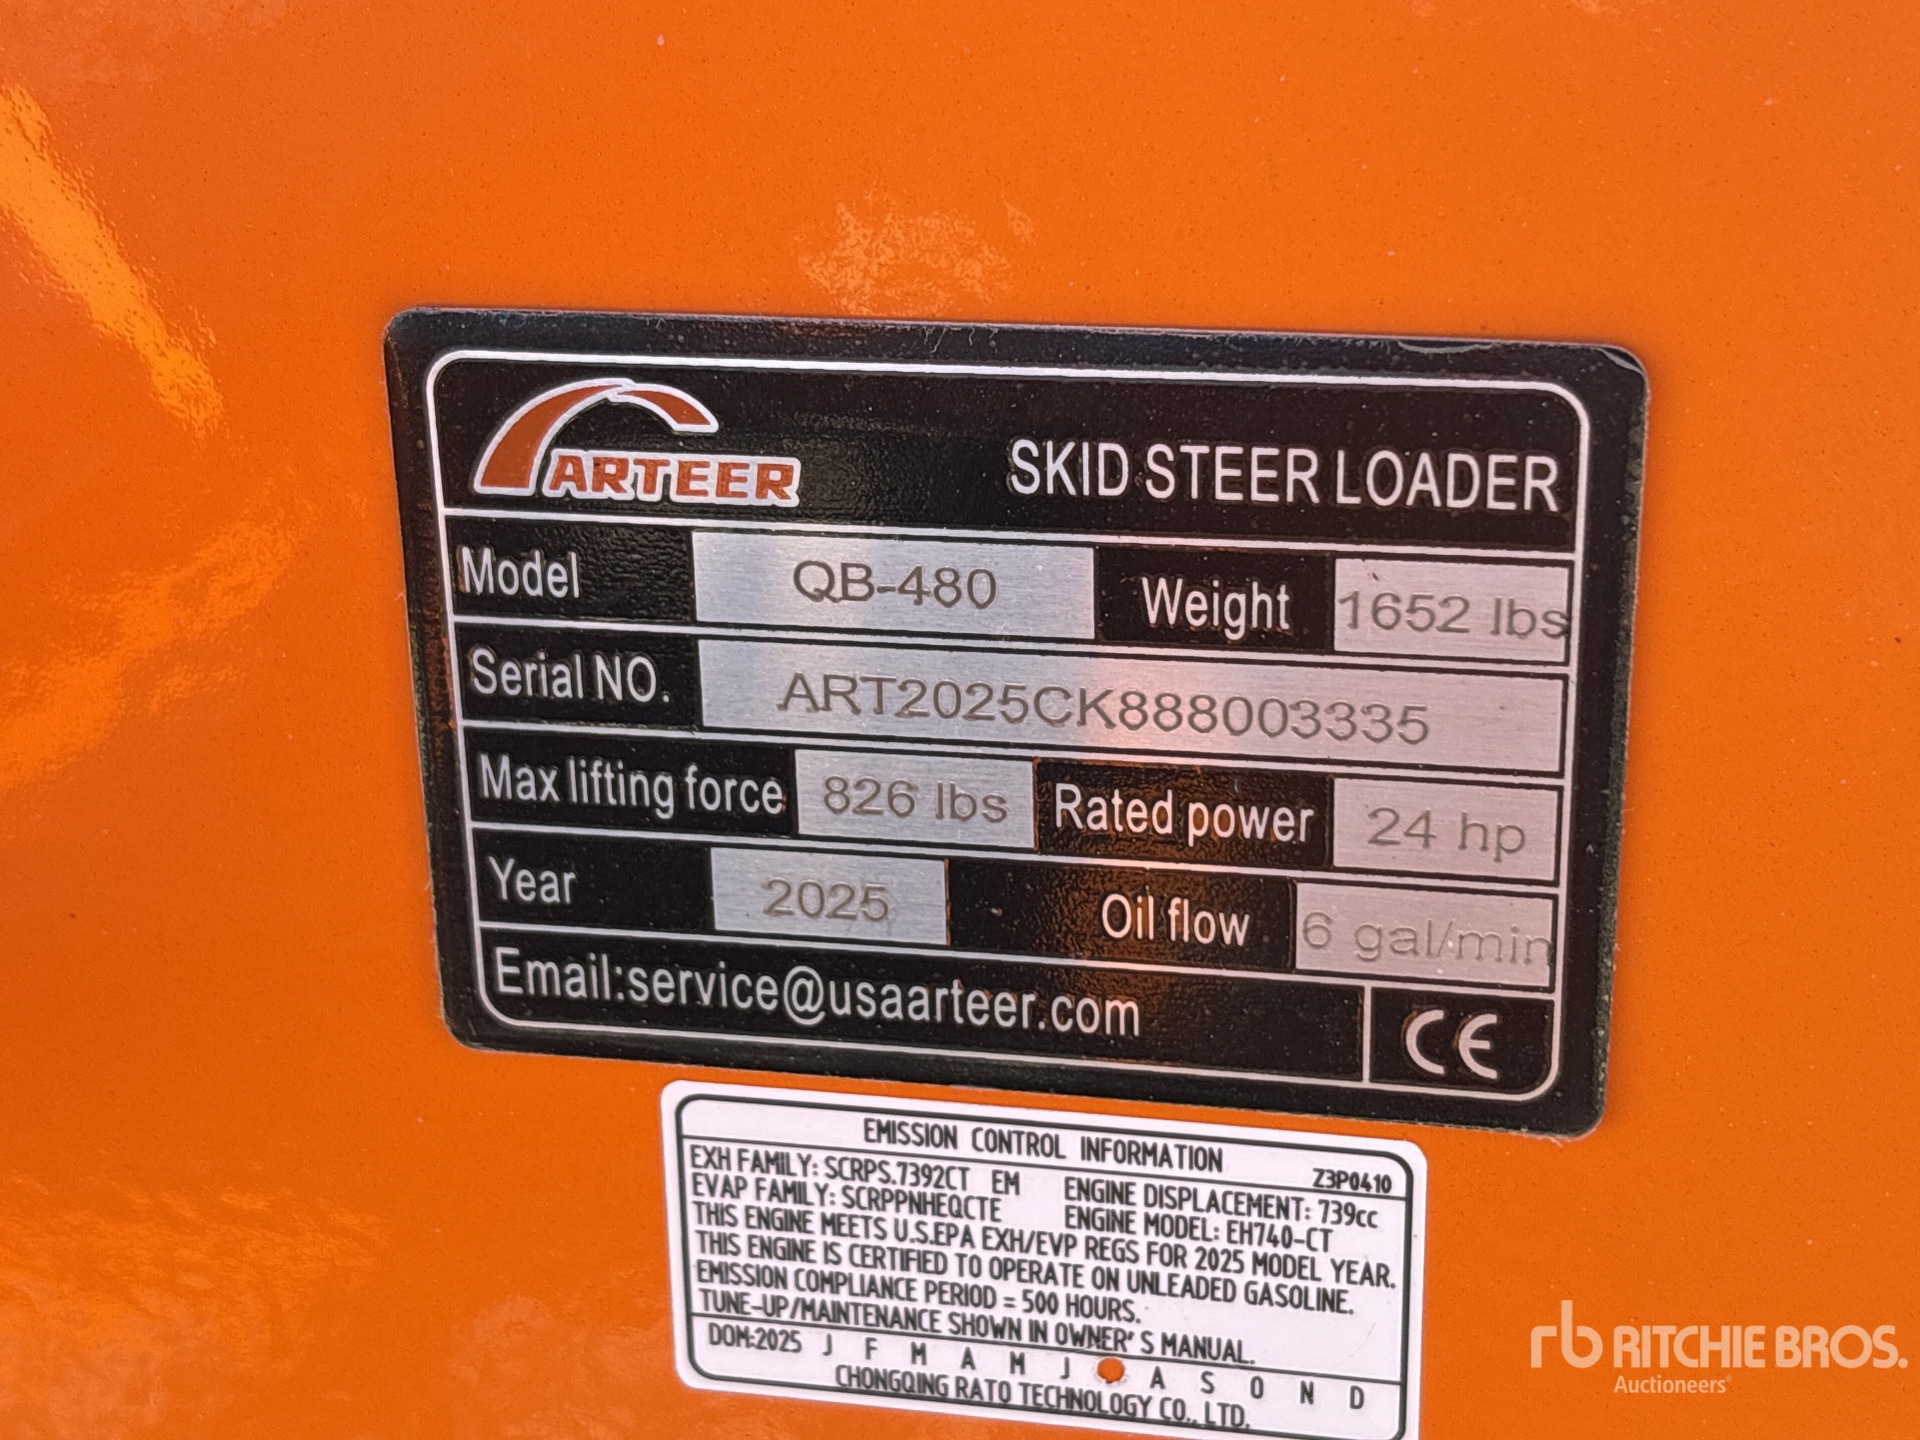 ARTEER SKID STEER LOADER
Model QB-480 Weight 1652 lbs
Serial NO. ART2025CK888003335
Max lifting force 826 lbs Rated power 24 hp
Year 2025 Oil flow 6 gal/min
Email:service@usaarteer.com CE
EMISSION CONTROL INFORMATION Z3P0410
EXH FAMILY: SCRPS.7392CT EM ENGINE DISPLACEMENT: 739cc
EVAP FAMILY: SCRPPNHEQCTE ENGINE MODEL: EH740-CT
THIS ENGINE MEETS U.S.EPA EXH/EVP REGS FOR 2025 MODEL YEAR.
THIS ENGINE IS CERTIFIED TO OPERATE ON UNLEADED GASOLINE.
EMISSION COMPLIANCE PERIOD = 500 HOURS.
TUNE-UP/MAINTENANCE SHOWN IN OWNER'S MANUAL.
DOM:2025 J F M A M J A S O N D
CHONGQING RATO TECHNOLOGY CO.,LTD.
rb RITCHIE BROS.
Auctioneers